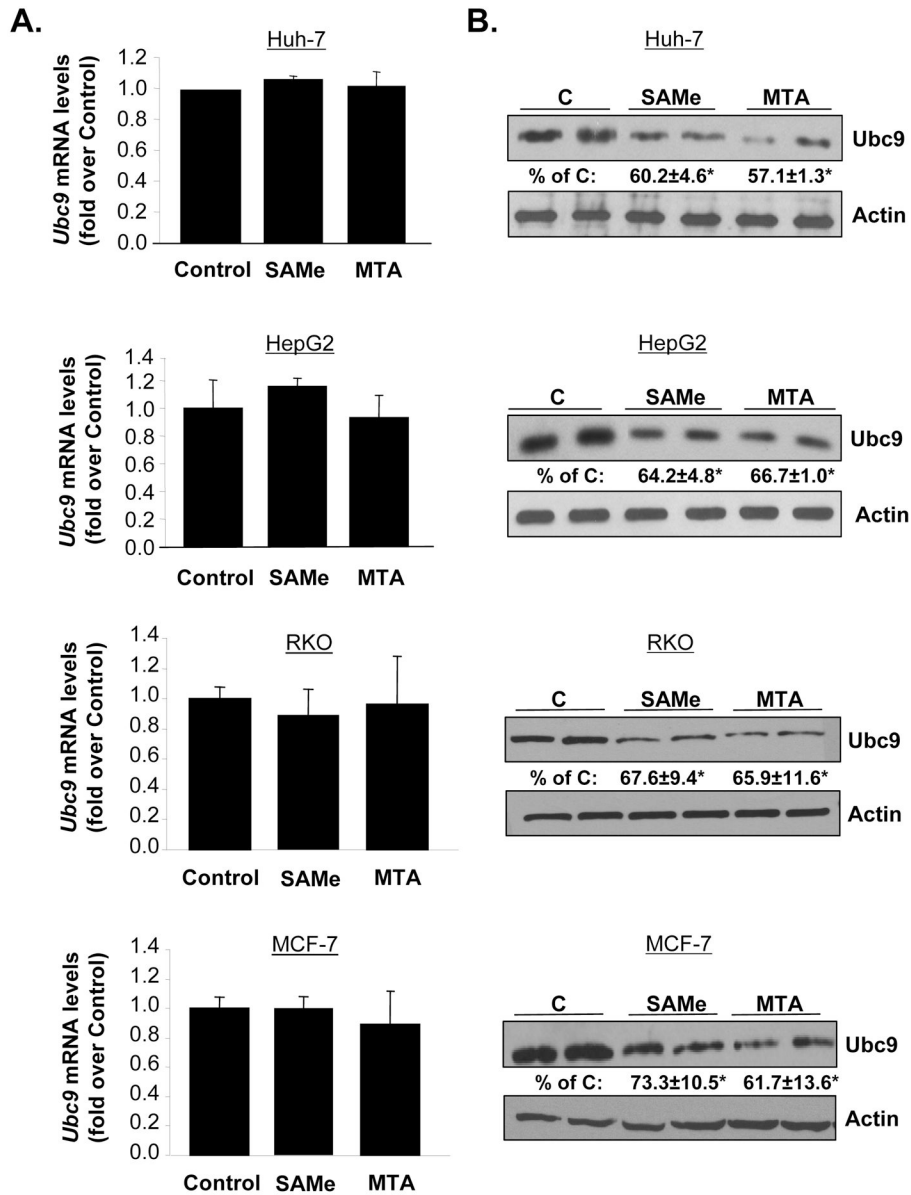 A.
Huh-7
Ubc9 mRNA levels
(fold over Control)
1.2
1.0
0.8
0.6
0.4
0.2
0.0
Control SAMe MTA
HepG2
Ubc9 mRNA levels
(fold over Control)
1.4
1.2
1.0
0.8
0.6
0.4
0.2
0.0
Control SAMe MTA
RKO
Ubc9 mRNA levels
(fold over Control)
1.4
1.2
1.0
0.8
0.6
0.4
0.2
0.0
Control SAMe MTA
MCF-7
Ubc9 mRNA levels
(fold over Control)
1.4
1.2
1.0
0.8
0.6
0.4
0.2
0.0
Control SAMe MTA
B.
Huh-7
C SAMe MTA
Ubc9
% of C: 60.2±4.6* 57.1±1.3*
Actin
HepG2
C SAMe MTA
Ubc9
% of C: 64.2±4.8* 66.7±1.0*
Actin
RKO
C SAMe MTA
Ubc9
% of C: 67.6±9.4* 65.9±11.6*
Actin
MCF-7
C SAMe MTA
Ubc9
% of C: 73.3±10.5* 61.7±13.6*
Actin